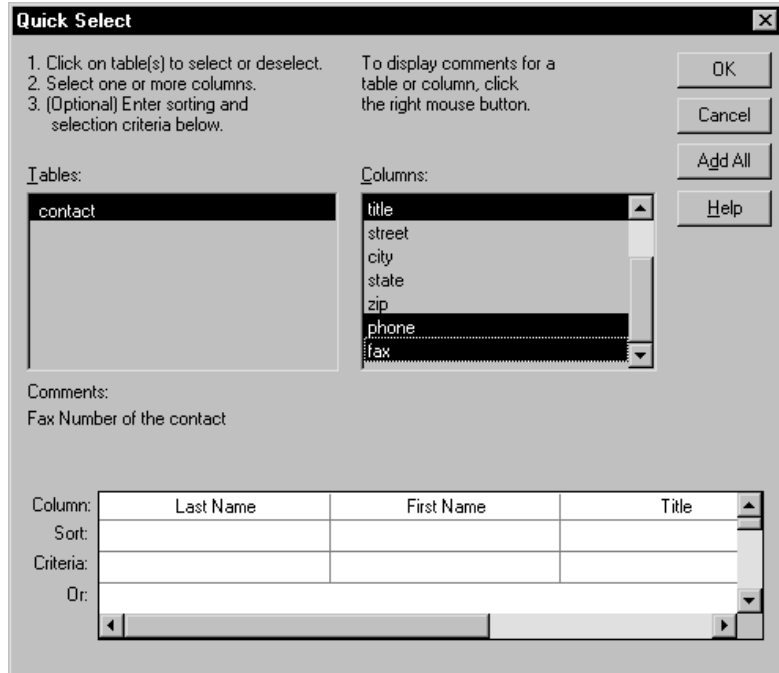 Quick Select
1. Click on table(s) to select or deselect.
2. Select one or more columns.
3. (Optional) Enter sorting and
selection criteria below.
To display comments for a
table or column, click
the right mouse button.
OK
Cancel
Add All
Help
Tables:
contact
Columns:
title
street
city
state
zip
phone
fax
Comments:
Fax Number of the contact
Column: Last Name First Name Title
Sort:
Criteria:
Or: